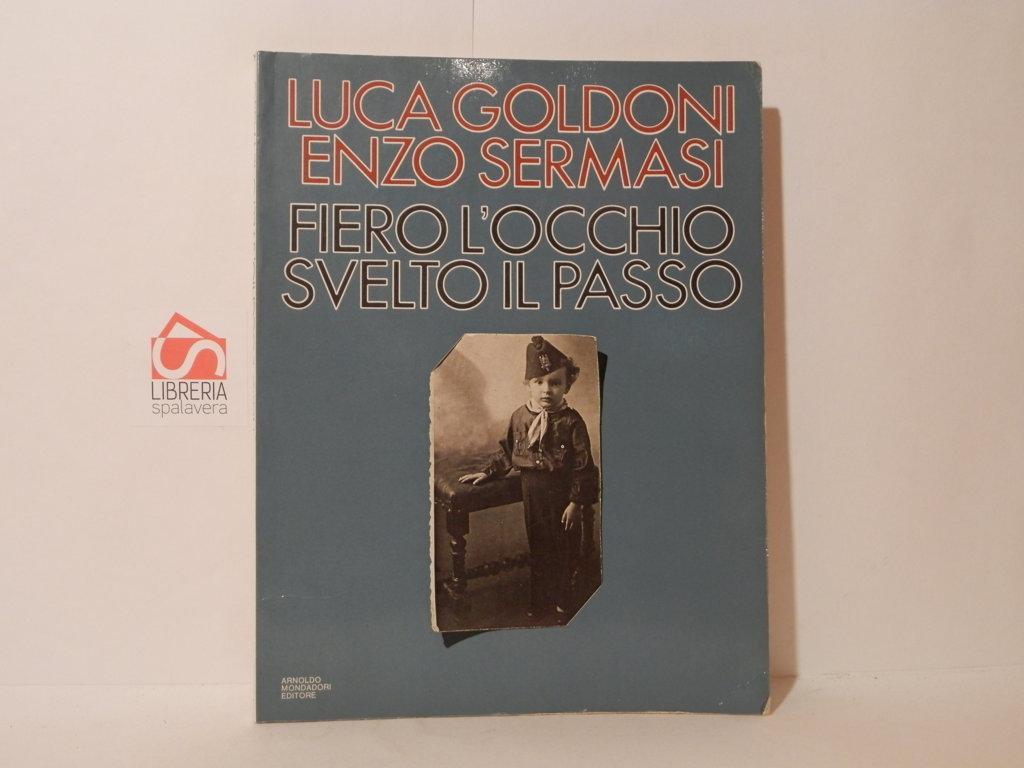 LUCA GOLDONI
ENZO SERMASI
FIERO L'OCCHIO
SVELTO IL PASSO
LIBRERIA
spalavera
ARNOLDO
MONDADORI
EDITORE